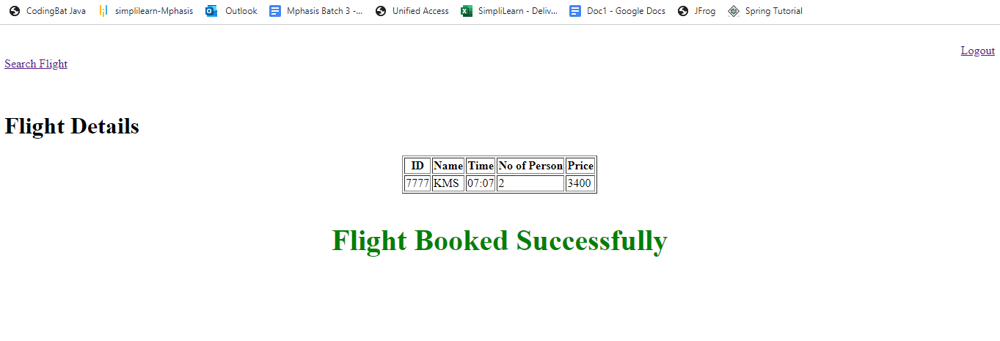 CodingBat Java simplilearn-Mphasis Outlook Mphasis Batch 3 -... Unified Access SimpliLearn - Deliv... Doc1 - Google Docs JFrog Spring Tutorial
Logout
Search Flight
Flight Details
ID Name Time No of Person Price
7777 KMS 07:07 2 3400
Flight Booked Successfully